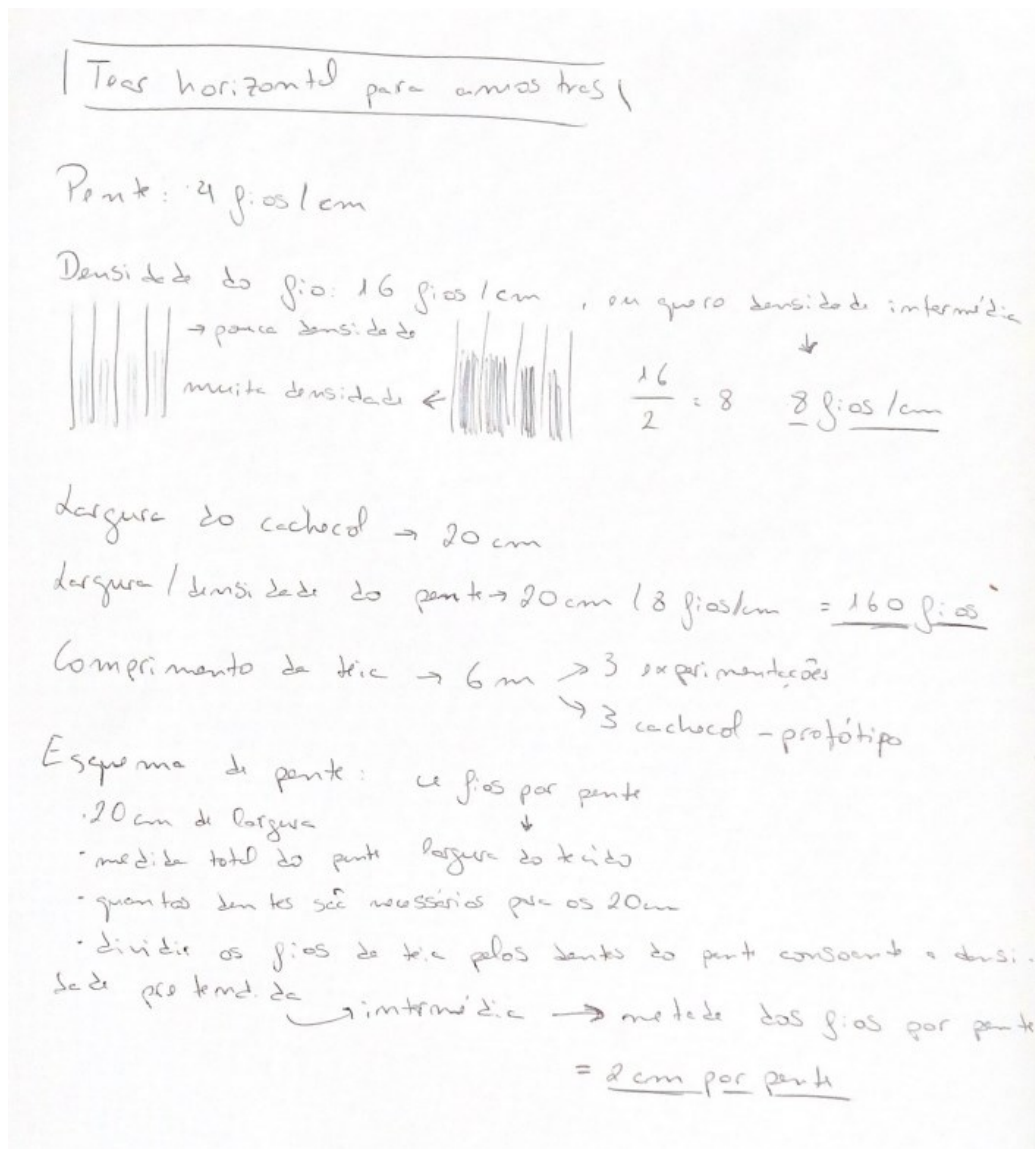 Tear horizontal para amostras
Pente: 4 fios/cm
Densidade do fio: 16 fios/cm, eu quero densidade intermédia
→ pouca densidade ↓
muita densidade ← 16/2 = 8 8 fios/cm
Largura do cachecol → 20 cm
Largura/densidade do pente → 20 cm / 8 fios/cm = 160 fios
Comprimento da teia → 6 m → 3 experimentações
↘ 3 cachecol - protótipo
Esquema de pente: 4 fios por pente
· 20 cm de largura ↓
· medida total do pente largura do tecido
· quantos dentes são necessários para os 20cm
· dividir os fios da teia pelos dentes do pente consoante a densi-
dade pretendida → intermédia → metade dos fios por pente
= 2 cm por pente